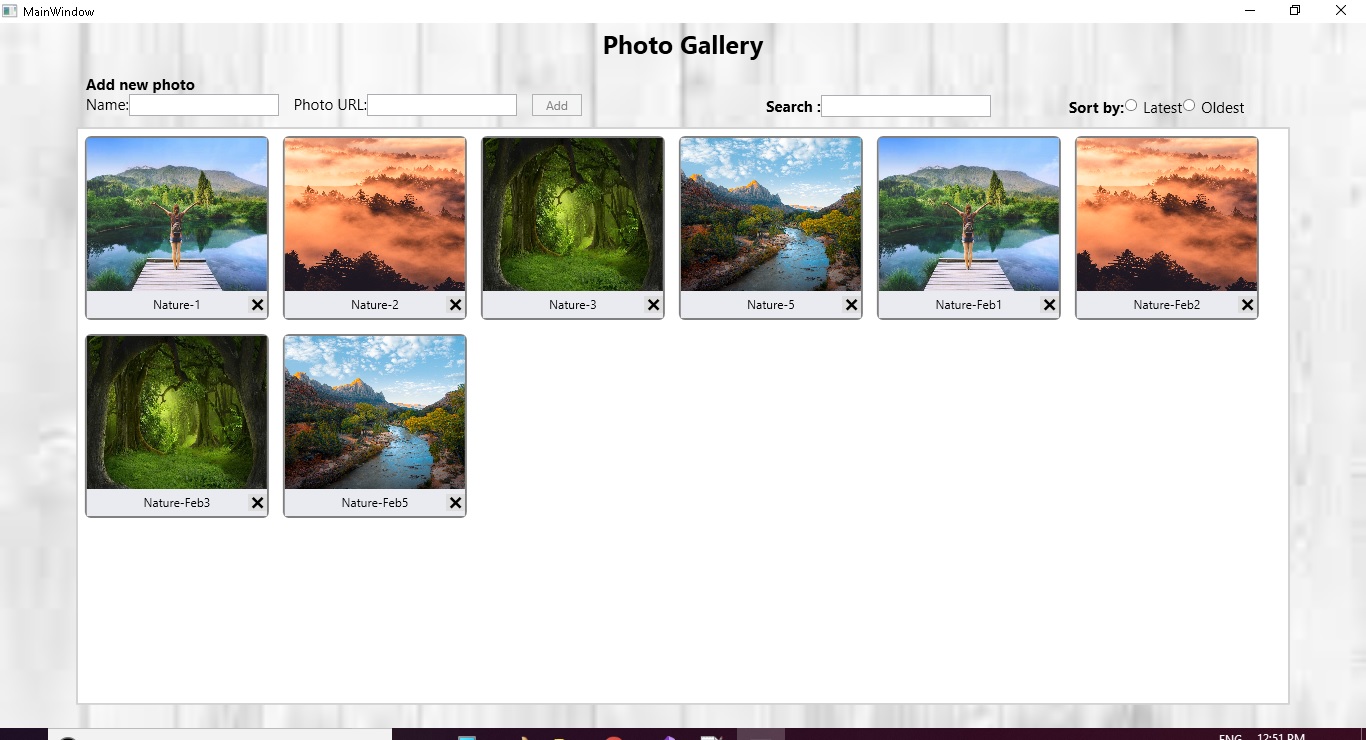 MainWindow
Photo Gallery
Add new photo
Name: Photo URL: Add Search : Sort by: Latest Oldest
Nature-1 Nature-2 Nature-3 Nature-5 Nature-Feb1 Nature-Feb2
Nature-Feb3 Nature-Feb5
ENG 12:51 PM